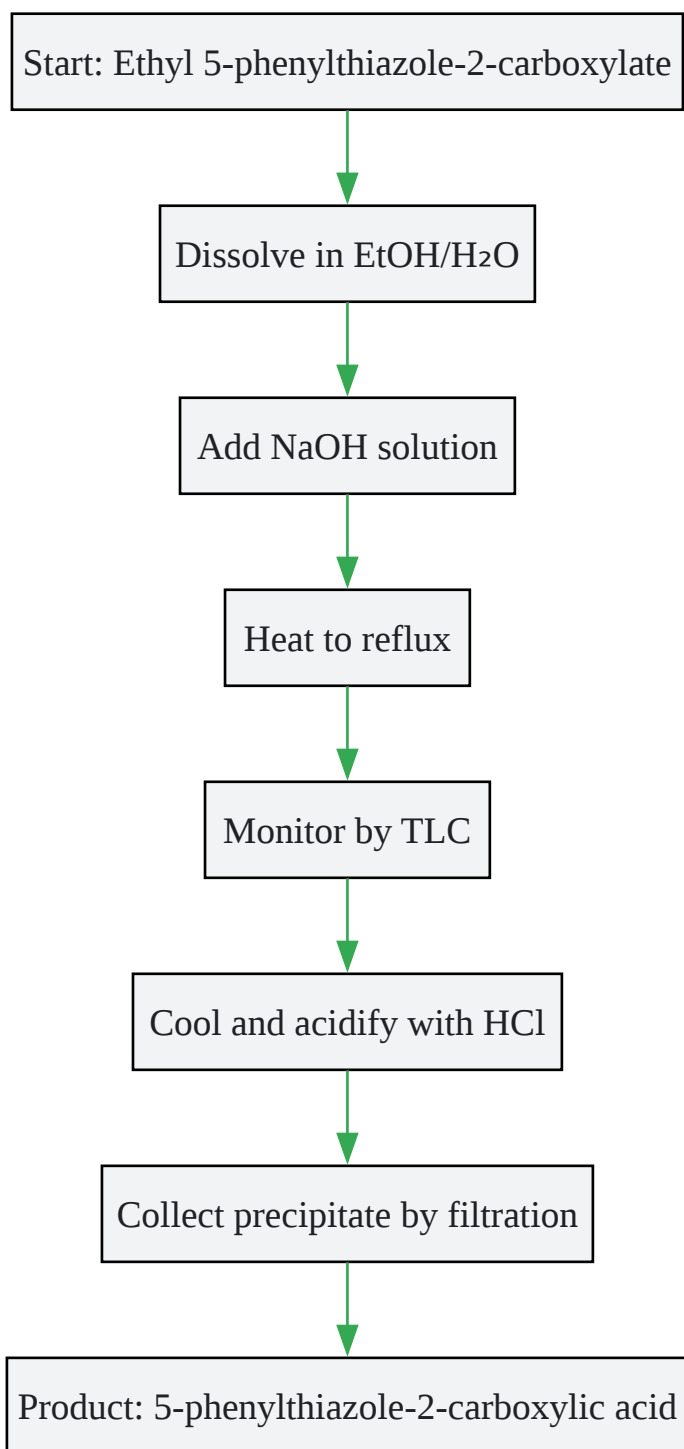 Start: Ethyl 5-phenylthiazole-2-carboxylate
Dissolve in EtOH/H₂O
Add NaOH solution
Heat to reflux
Monitor by TLC
Cool and acidify with HCl
Collect precipitate by filtration
Product: 5-phenylthiazole-2-carboxylic acid